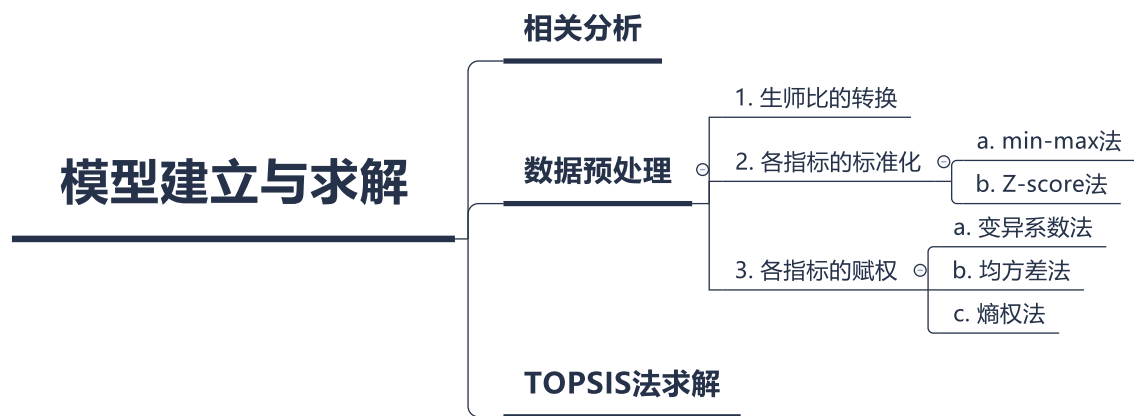 模型建立与求解
相关分析
数据预处理
1. 生师比的转换
2. 各指标的标准化
a. min-max法
b. Z-score法
3. 各指标的赋权
a. 变异系数法
b. 均方差法
c. 熵权法
TOPSIS法求解